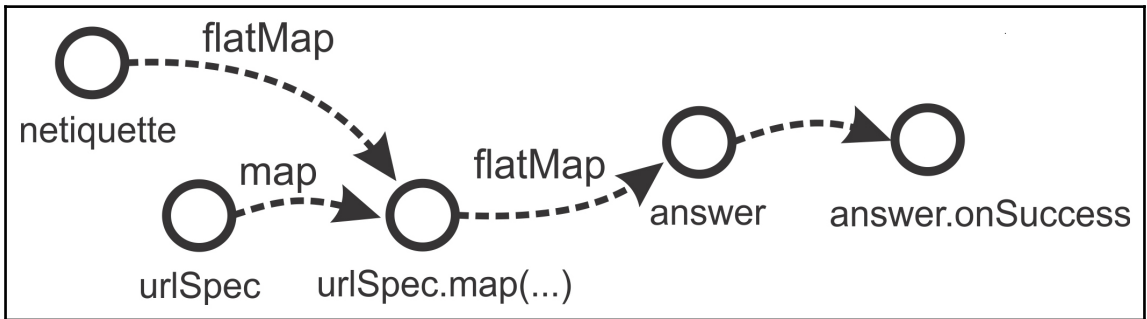 flatMap
netiquette
map
flatMap
urlSpec
urlSpec.map(...)
answer
answer.onSuccess